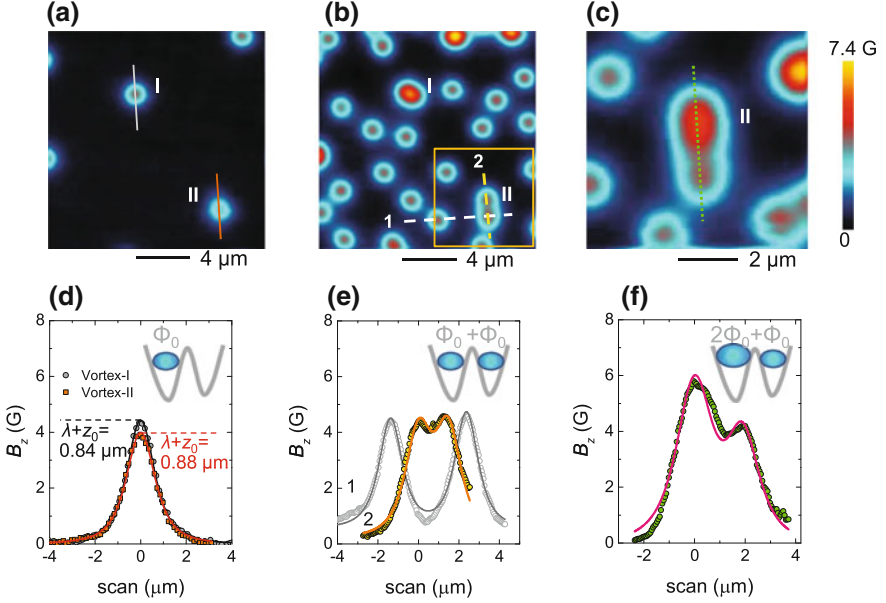 (a)
(b)
(c)
I
II
4 μm
I
2
II
1
4 μm
II
2 μm
7.4 G
0
(d)
(e)
(f)
8
6
4
2
0
B_z (G)
Φ₀
Vortex-I
Vortex-II
λ+z₀=
0.84 μm
λ+z₀=
0.88 μm
-4 -2 0 2 4
scan (μm)
8
6
4
2
0
B_z (G)
Φ₀+Φ₀
1
2
-4 -2 0 2 4
scan (μm)
8
6
4
2
0
B_z (G)
2Φ₀+Φ₀
-2 0 2 4
scan (μm)